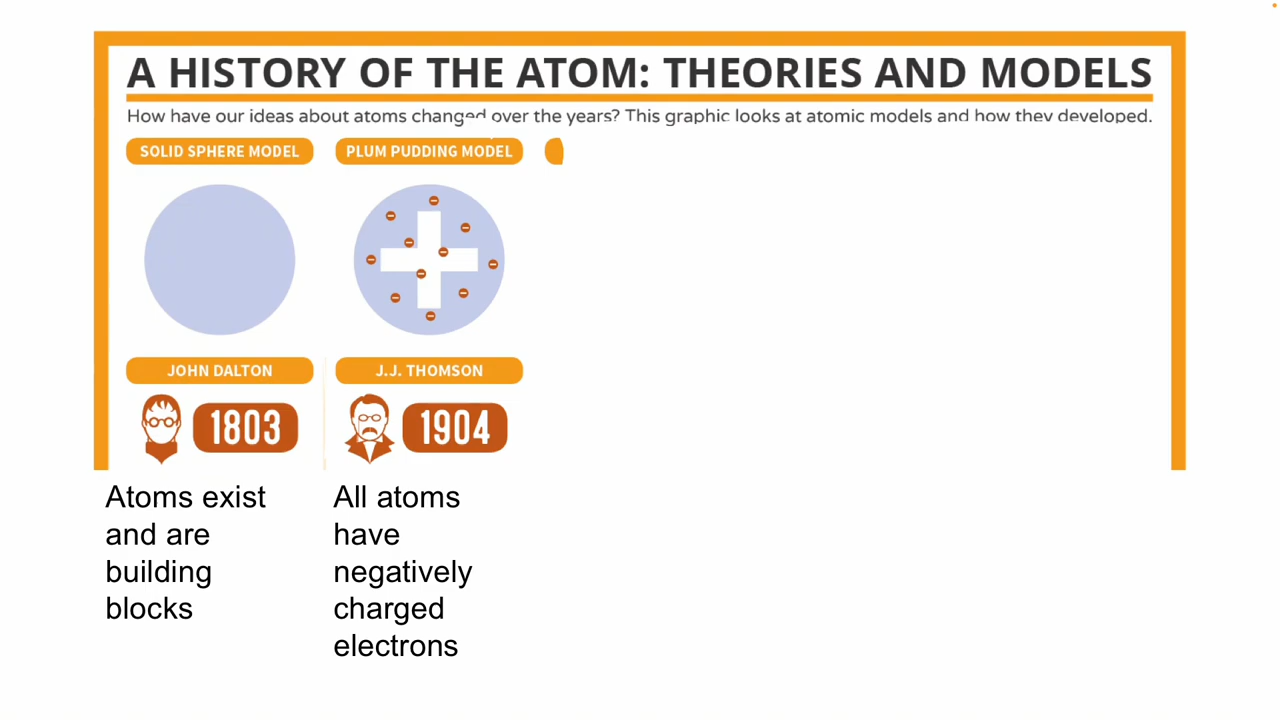 A HISTORY OF THE ATOM: THEORIES AND MODELS
How have our ideas about atoms changed over the years? This graphic looks at atomic models and how they developed.
SOLID SPHERE MODEL
PLUM PUDDING MODEL
JOHN DALTON
J.J. THOMSON
1803
1904
Atoms exist
and are
building
blocks
All atoms
have
negatively
charged
electrons